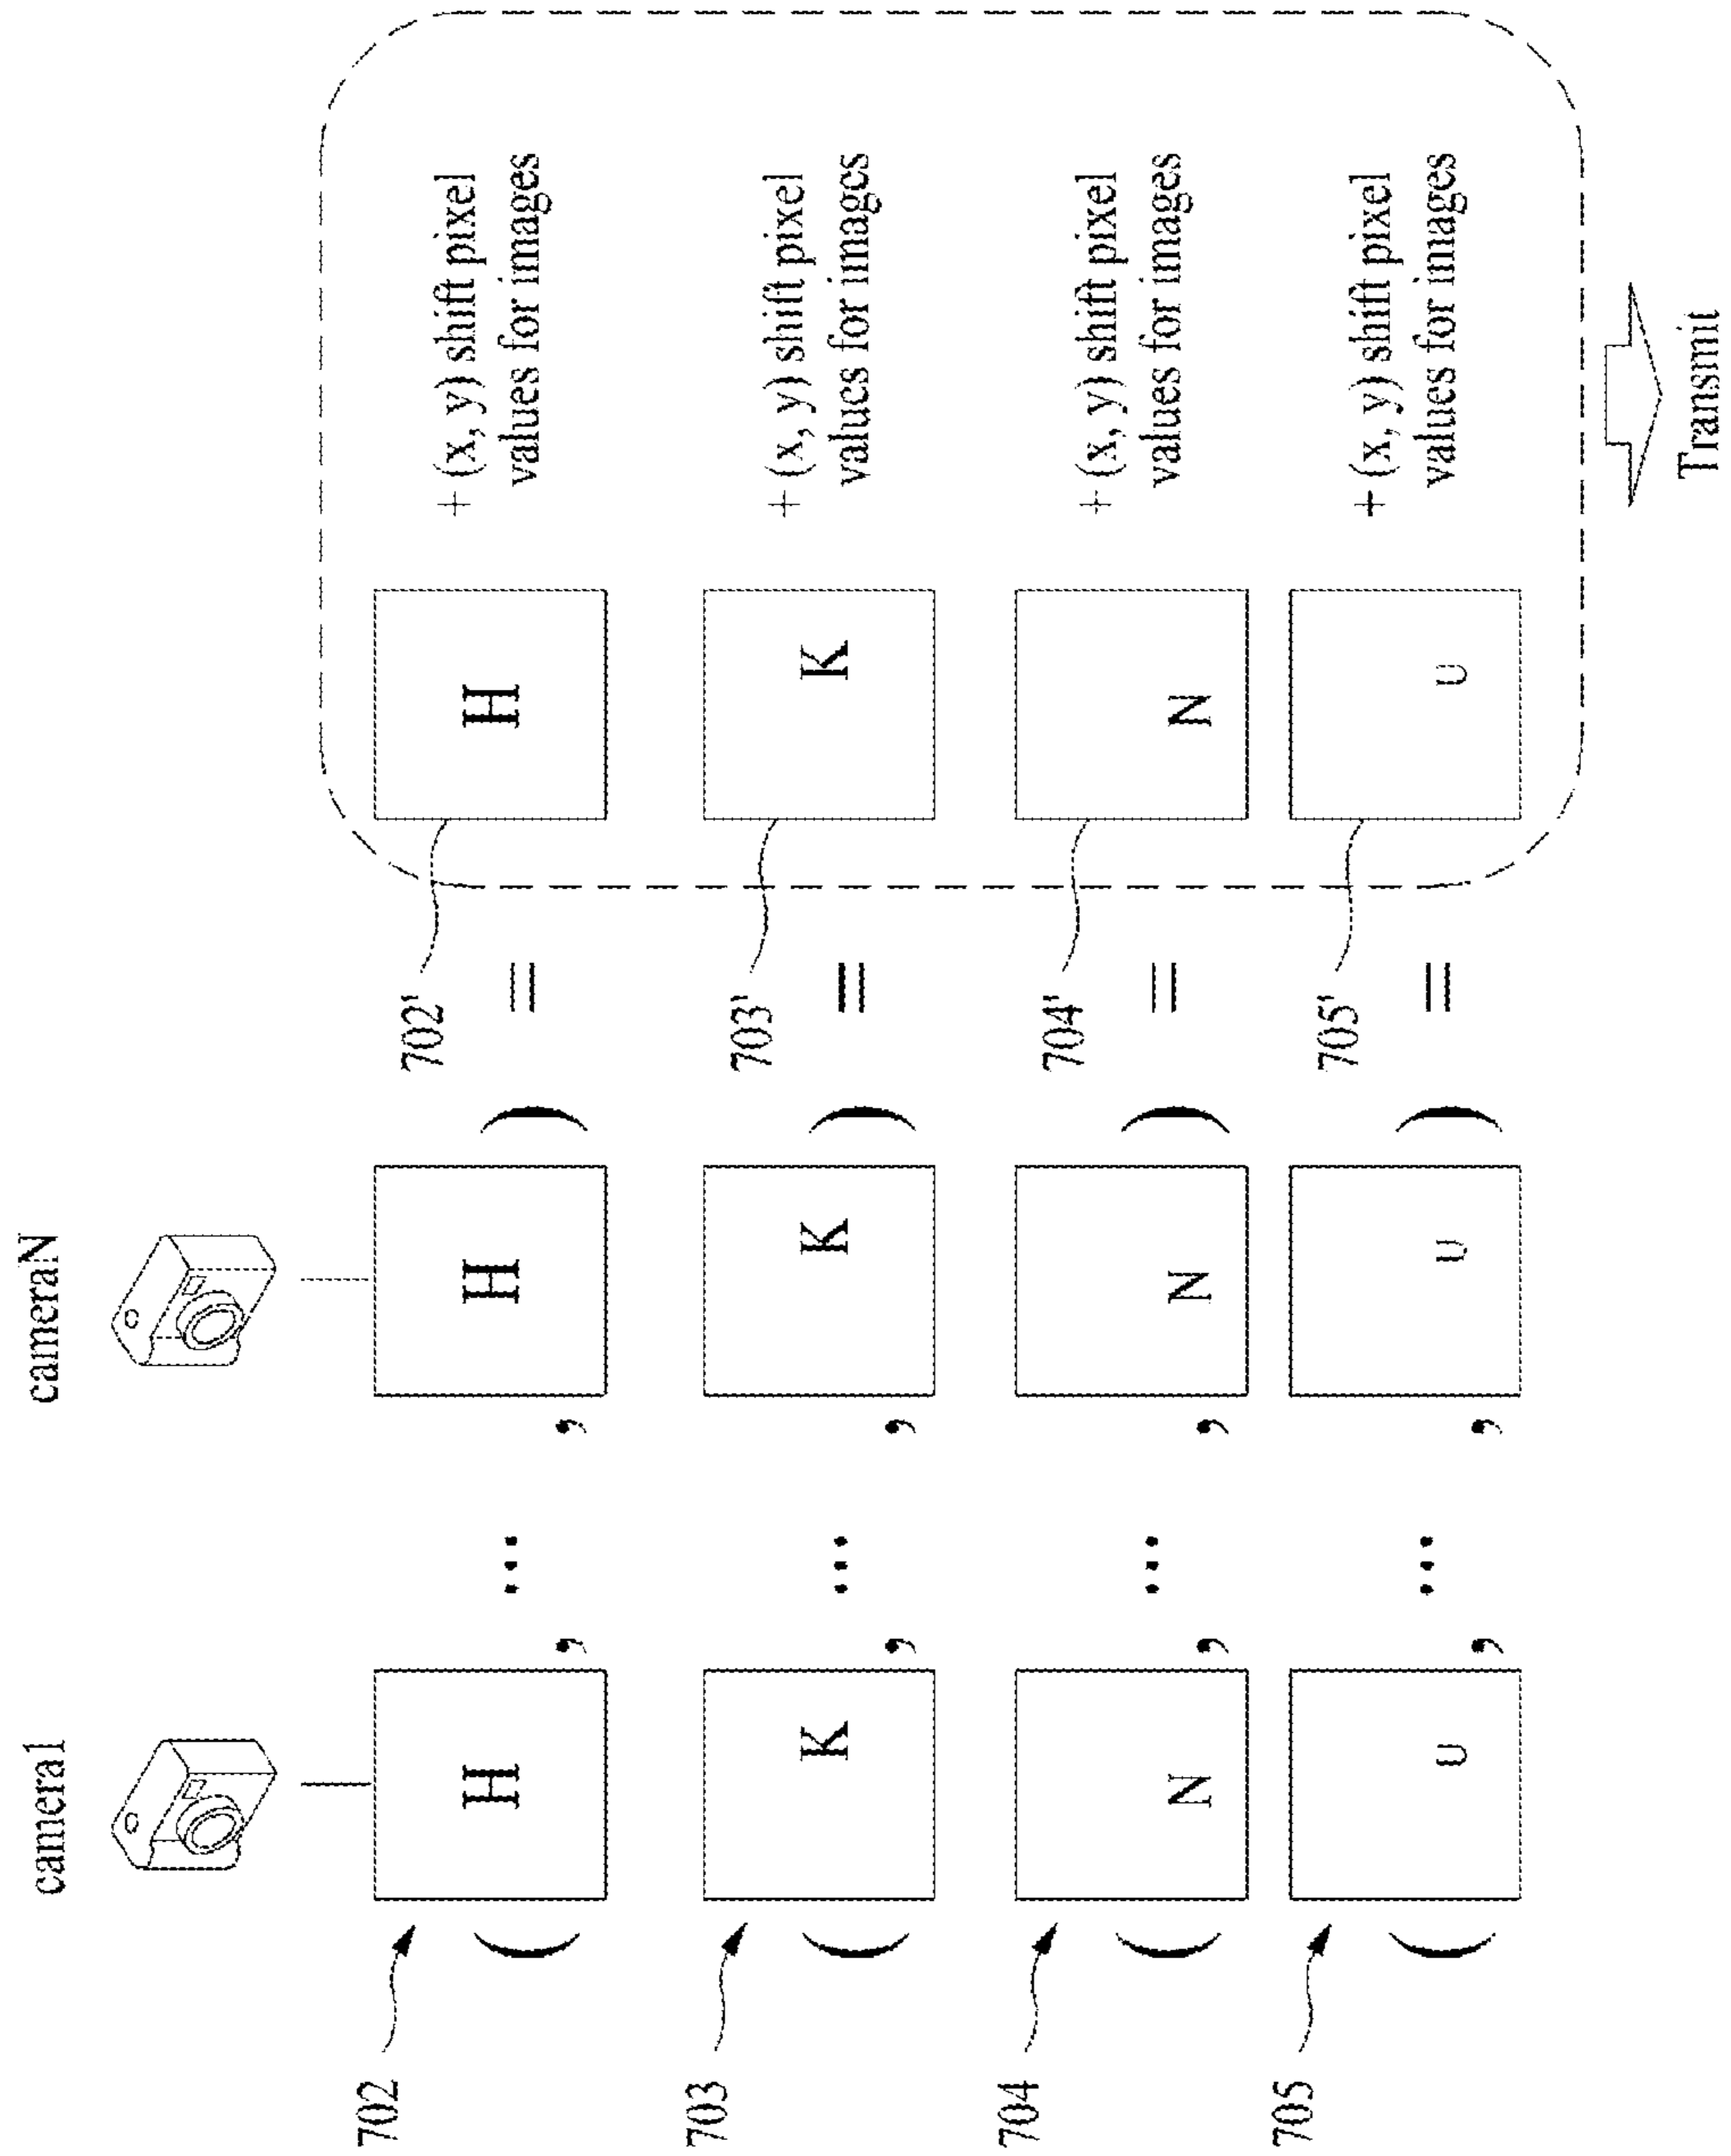 camera1
cameraN
702
H
, ...
, H
702'
H
+ (x, y) shift pixel
values for images
(
)
=
703
K
, ...
, K
703'
K
+ (x, y) shift pixel
values for images
(
)
=
704
N
, ...
, N
704'
N
+ (x, y) shift pixel
values for images
(
)
=
705
U
, ...
, U
705'
U
+ (x, y) shift pixel
values for images
(
)
=
Transmit